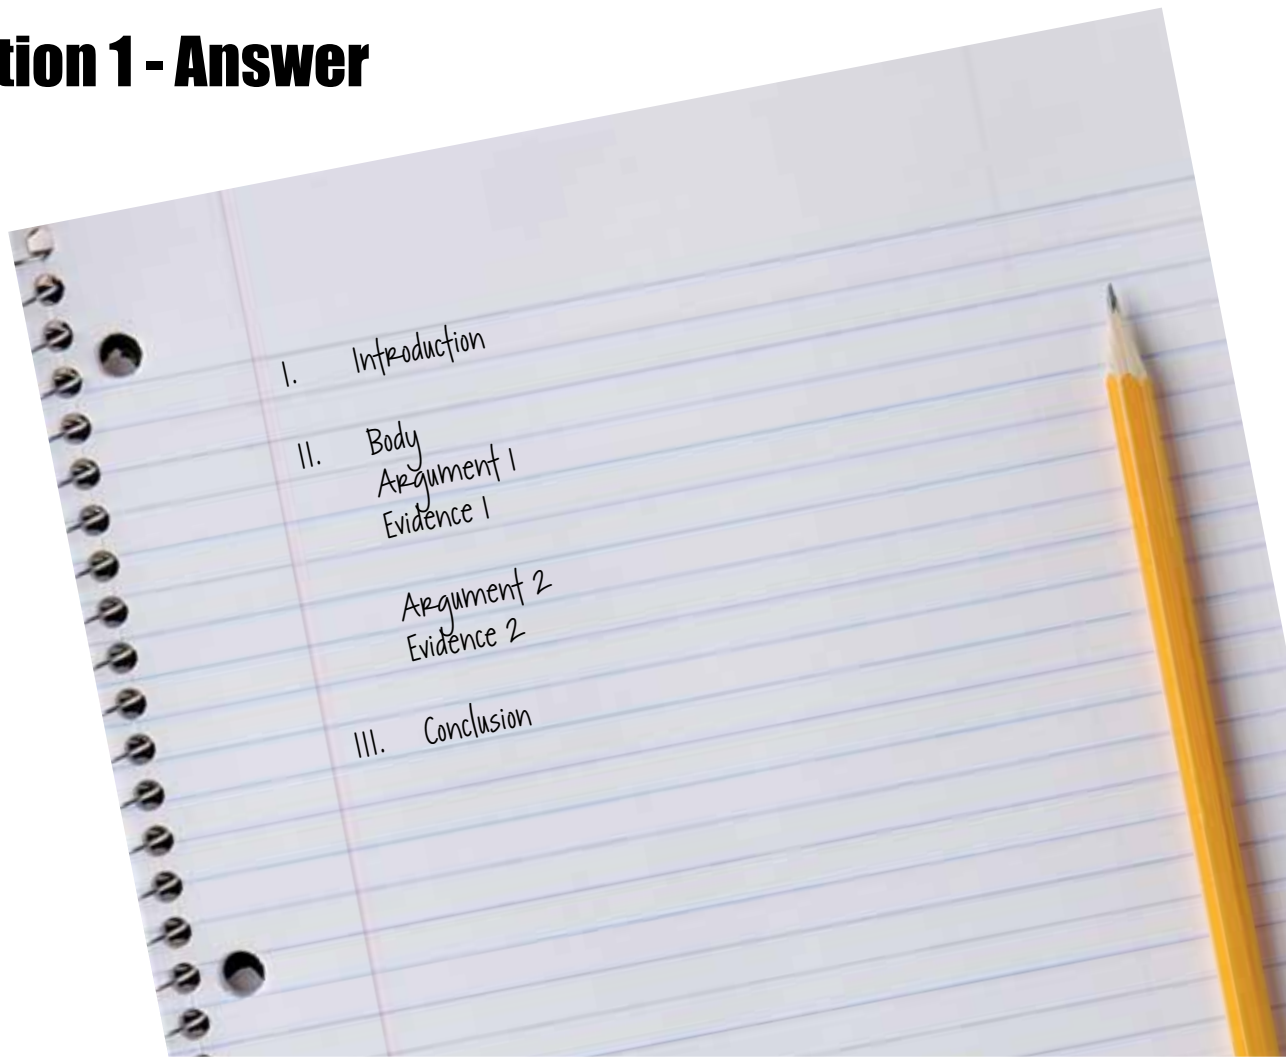 tion 1 - Answer
I. Introduction
II. Body
Argument 1
Evidence 1
Argument 2
Evidence 2
III. Conclusion